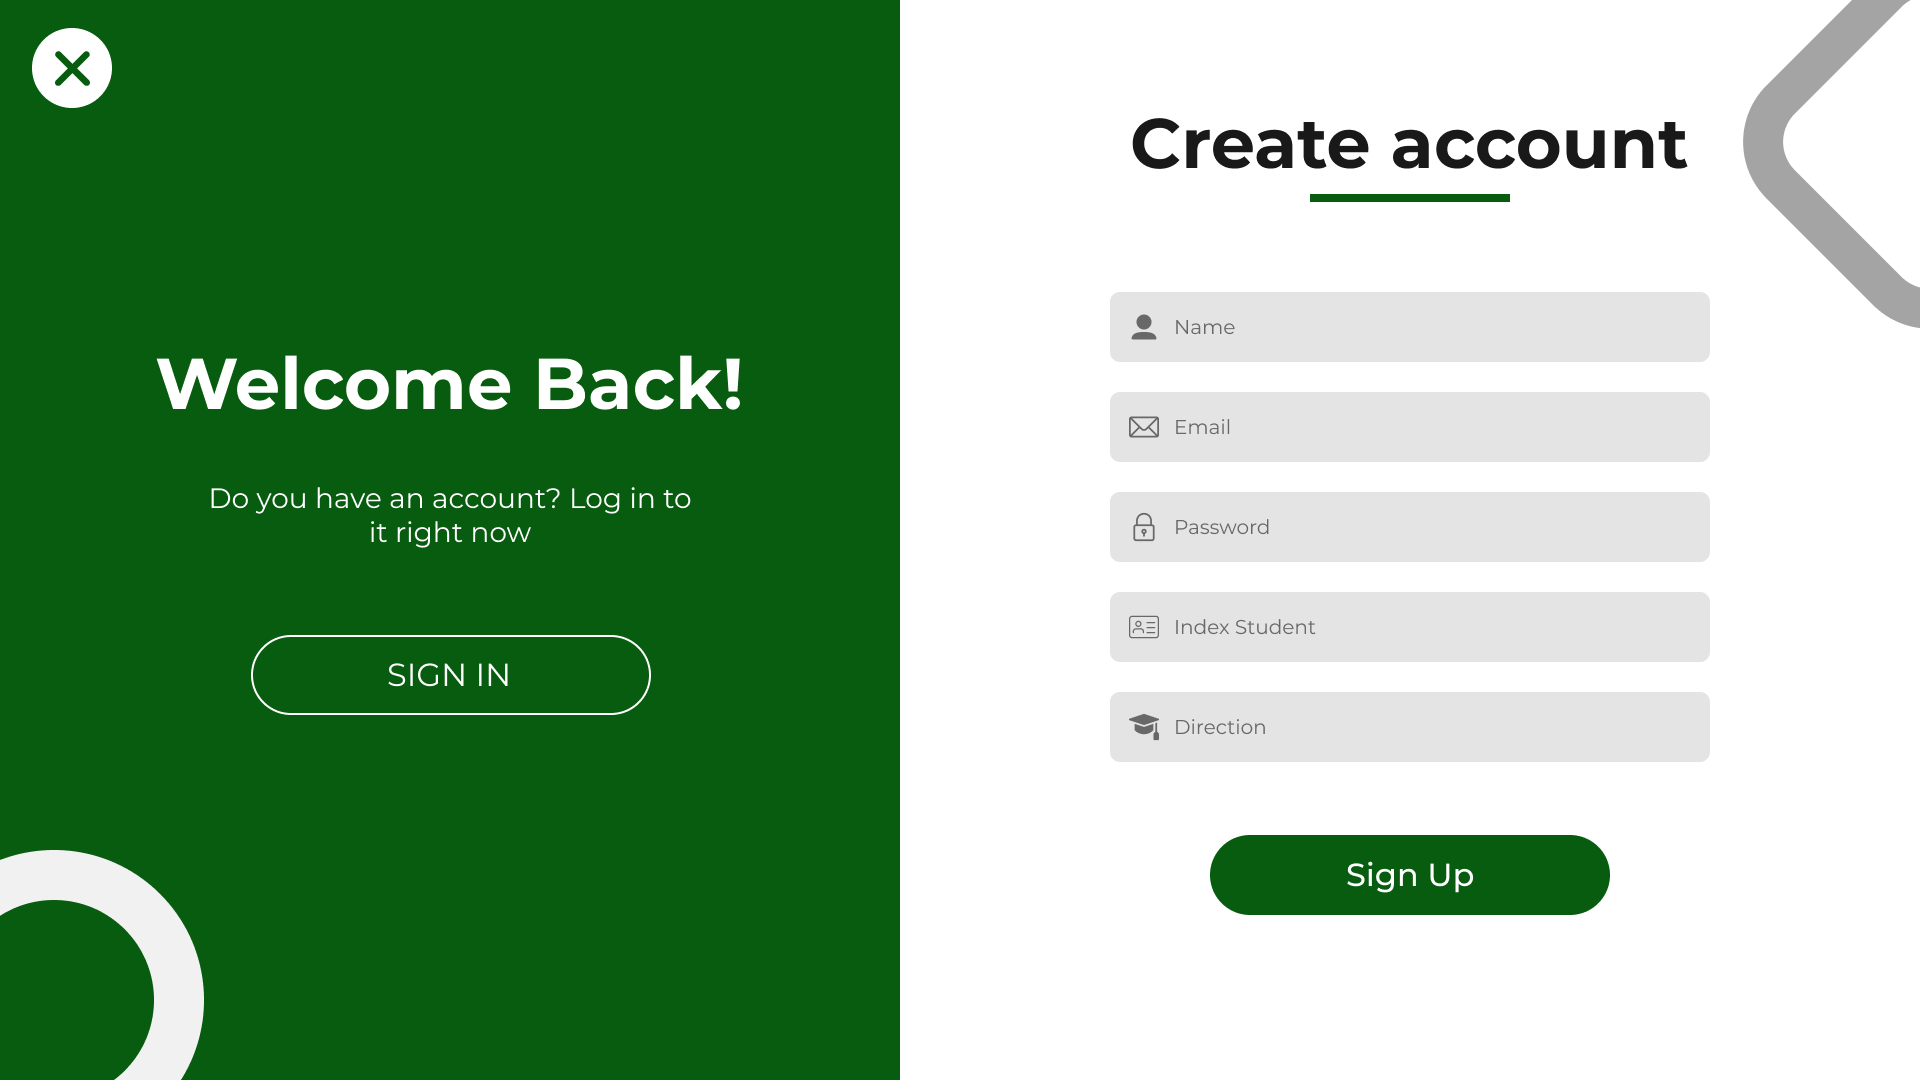 Welcome Back!
Do you have an account? Log in to
it right now
SIGN IN
Create account
Name
Email
Password
Index Student
Direction
Sign Up